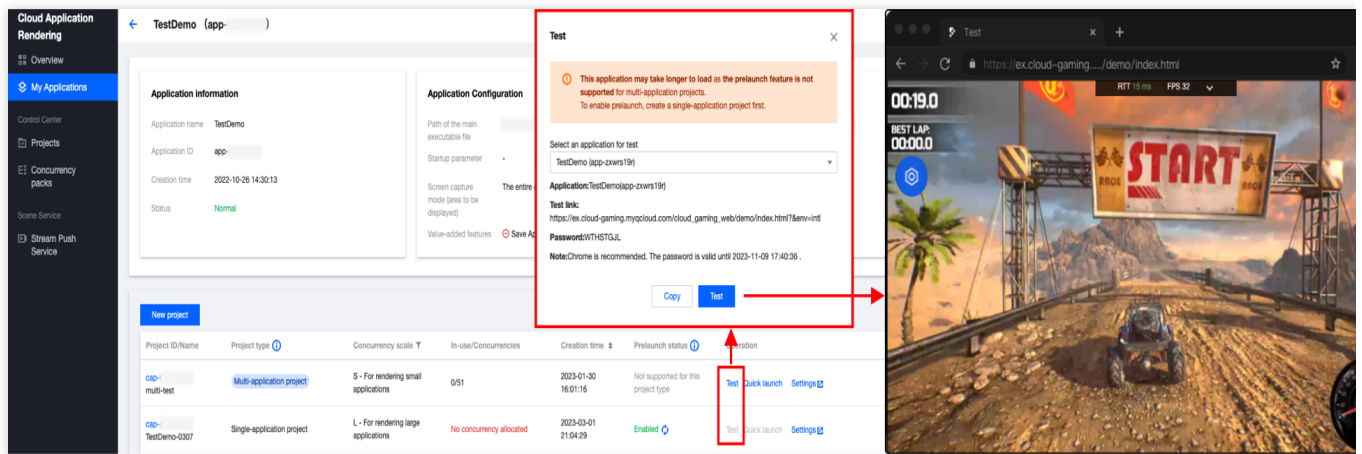 Cloud Application
Rendering
Overview
My Applications
Control Center
Projects
Concurrency
packs
Scene Service
Stream Push
Service
TestDemo (app- )
Application information
Application name TestDemo
Application ID app-
Creation time 2022-10-26 14:30:13
Status Normal
Application Configuration
Path of the main
executable file
Startup parameter -
Screen capture
mode (area to be
displayed)
The entire
Value-added features Save Ap
New project
Project ID/Name Project type Concurrency scale In-use/Concurrencies Creation time Prelaunch status Operation
cap-
multi-test
Multi-application project
S - For rendering small
applications
0/51
2023-01-30
16:01:16
Not supported for this
project type
Test Quick launch Settings
cap-
TestDemo-0307
Single-application project
L - For rendering large
applications
No concurrency allocated
2023-03-01
21:04:29
Enabled
Test Quick launch Settings
Test
This application may take longer to load as the prelaunch feature is not
supported for multi-application projects.
To enable prelaunch, create a single-application project first.
Select an application for test
TestDemo (app-zxwrs19r)
Application:TestDemo(app-zxwrs19r)
Test link:
https://ex.cloud-gaming.myqcloud.com/cloud_gaming_web/demo/index.html?&env=intl
Password:WTHSTGJL
Note:Chrome is recommended. The password is valid until 2023-11-09 17:40:36 .
Copy Test
Test
https://ex.cloud-gaming...../demo/index.html
RTT 15 ms FPS 32
00:19.0
BEST LAP:
00:00.0
START
RACE
RACE